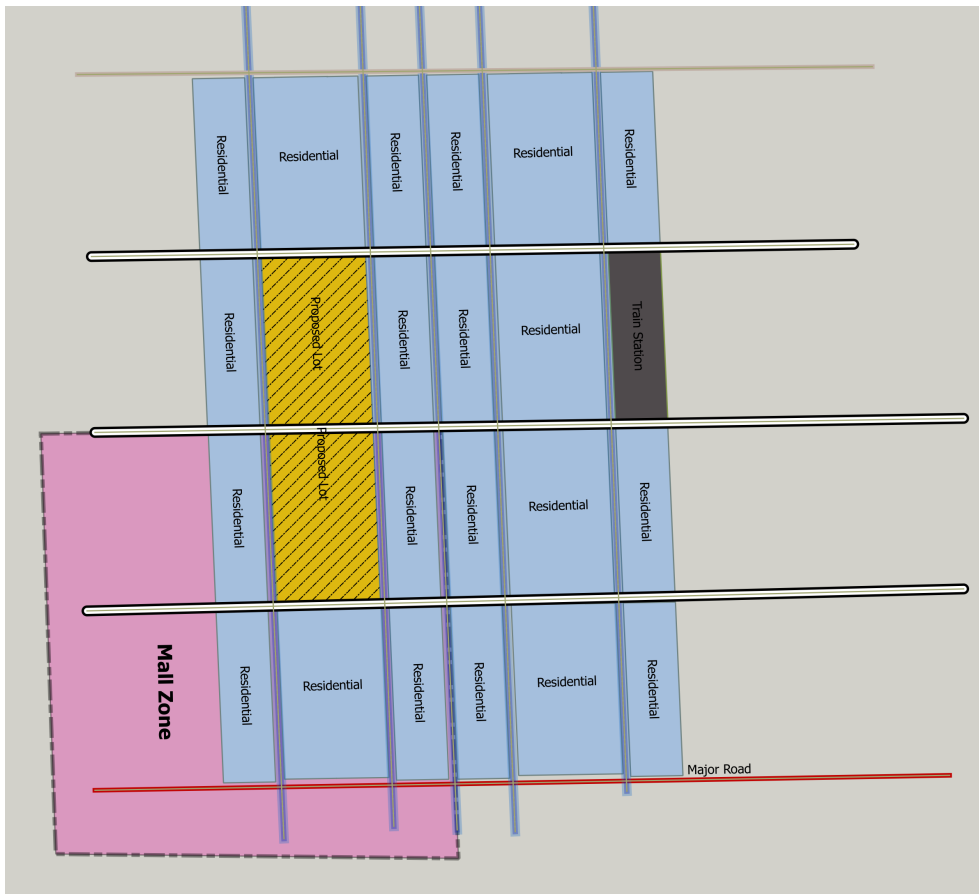 Residential
Residential
Residential
Residential
Residential
Residential
Residential
Proposed Lot
Residential
Residential
Residential
Train Station
Residential
Proposed Lot
Residential
Residential
Residential
Residential
Mall Zone
Residential
Residential
Residential
Residential
Residential
Residential
Major Road